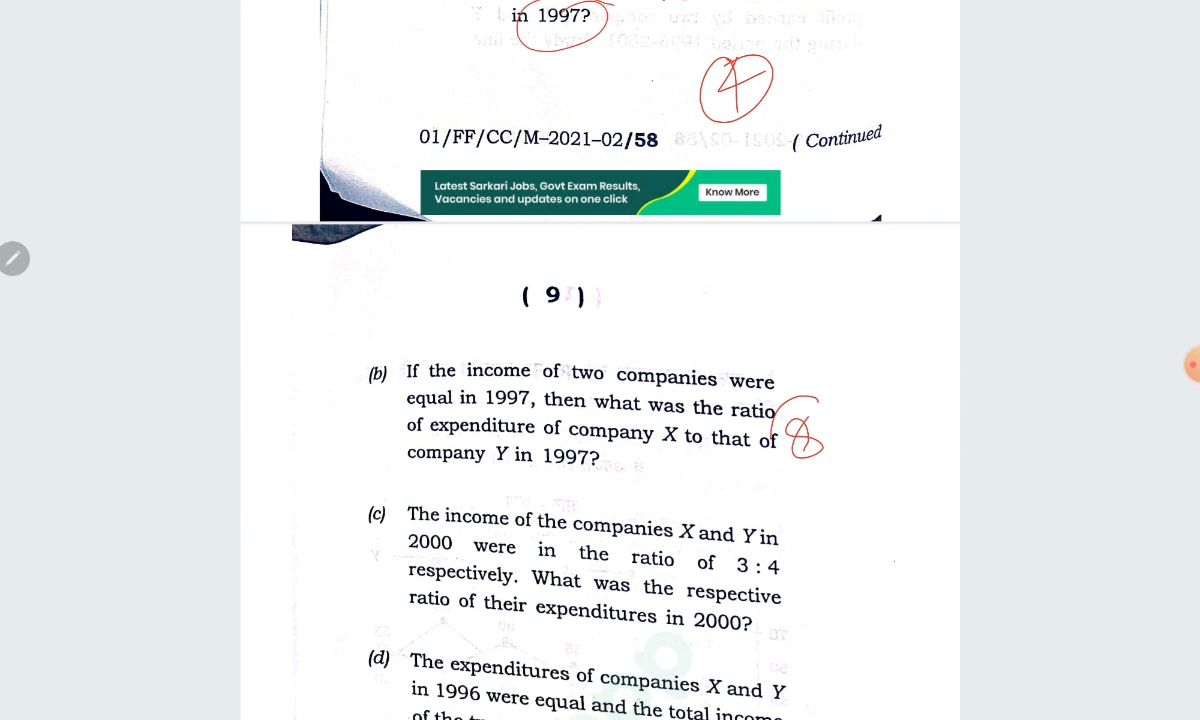 in 1997?
4
01/FF/CC/M–2021–02/58
( Continued
Latest Sarkari Jobs, Govt Exam Results,
Vacancies and updates on one click
Know More
( 9 )
(b) If the income of two companies were
equal in 1997, then what was the ratio
of expenditure of company X to that of
company Y in 1997?
8
(c) The income of the companies X and Y in
2000 were in the ratio of 3 : 4
respectively. What was the respective
ratio of their expenditures in 2000?
(d) The expenditures of companies X and Y
in 1996 were equal and the total income
of the